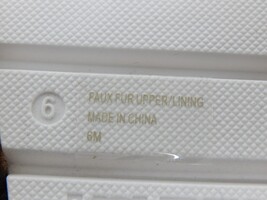 6
FAUX FUR UPPER/LINING
MADE IN CHINA
6M